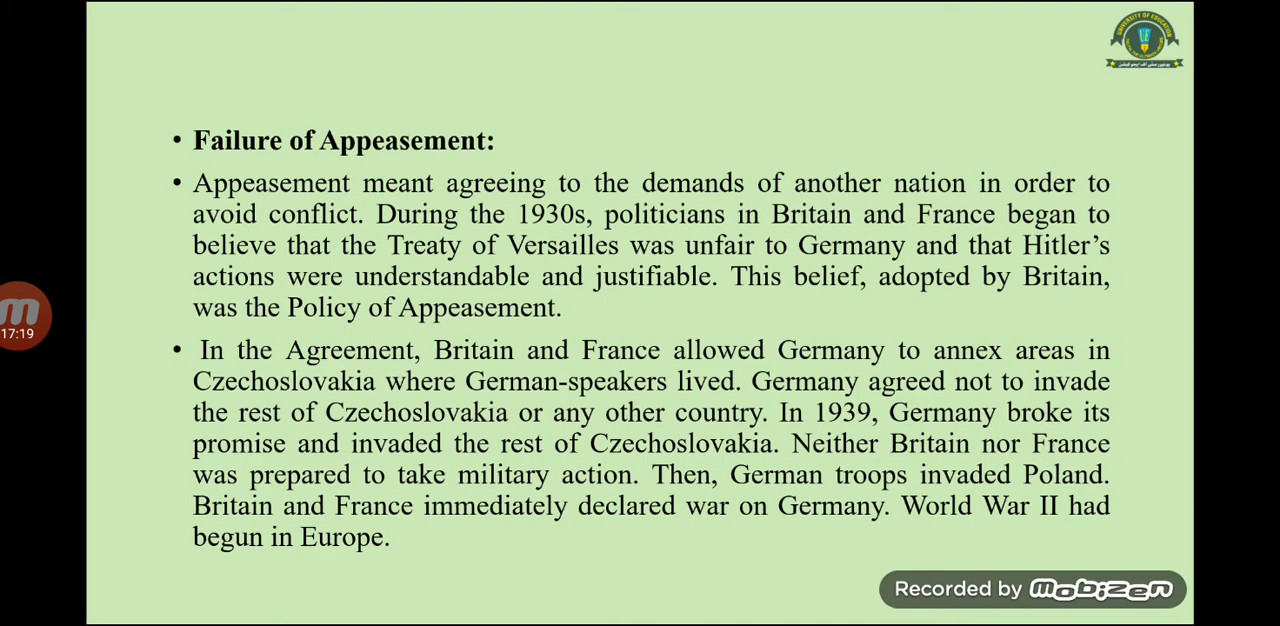 UNIVERSITY OF EDUCATION
• Failure of Appeasement:
• Appeasement meant agreeing to the demands of another nation in order to
avoid conflict. During the 1930s, politicians in Britain and France began to
believe that the Treaty of Versailles was unfair to Germany and that Hitler’s
actions were understandable and justifiable. This belief, adopted by Britain,
was the Policy of Appeasement.
• In the Agreement, Britain and France allowed Germany to annex areas in
Czechoslovakia where German-speakers lived. Germany agreed not to invade
the rest of Czechoslovakia or any other country. In 1939, Germany broke its
promise and invaded the rest of Czechoslovakia. Neither Britain nor France
was prepared to take military action. Then, German troops invaded Poland.
Britain and France immediately declared war on Germany. World War II had
begun in Europe.
17:19
Recorded by mobizen